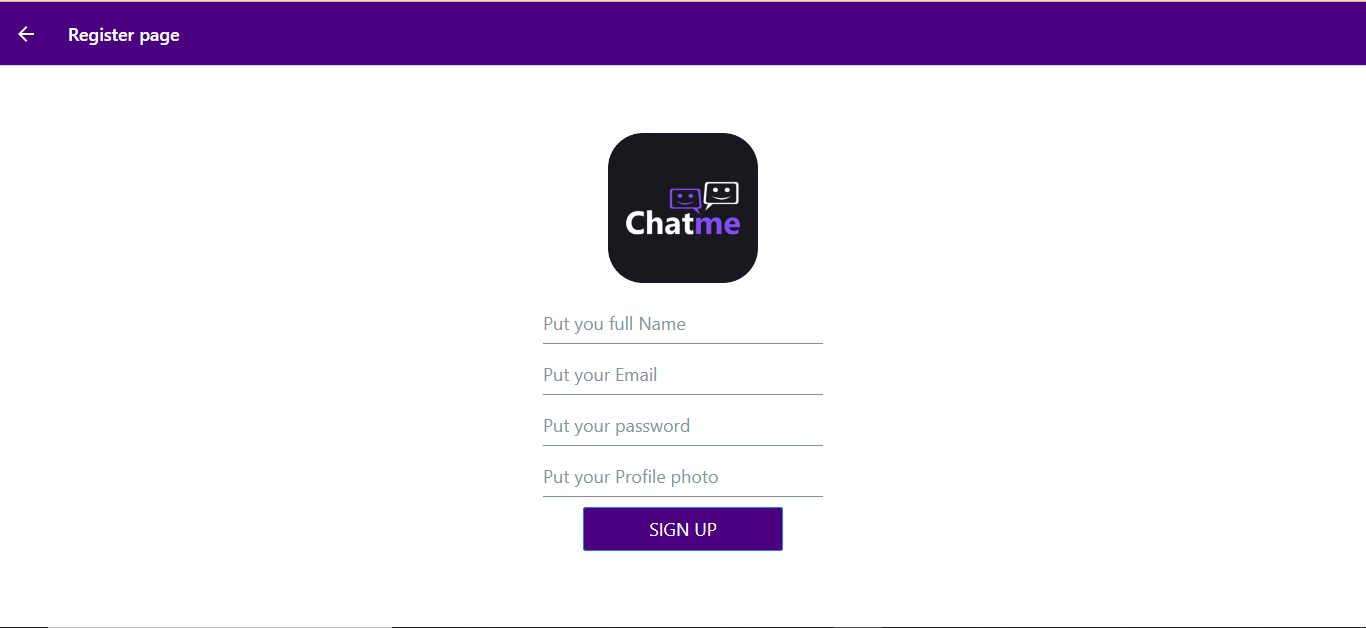 Register page
Chatme
Put you full Name
Put your Email
Put your password
Put your Profile photo
SIGN UP